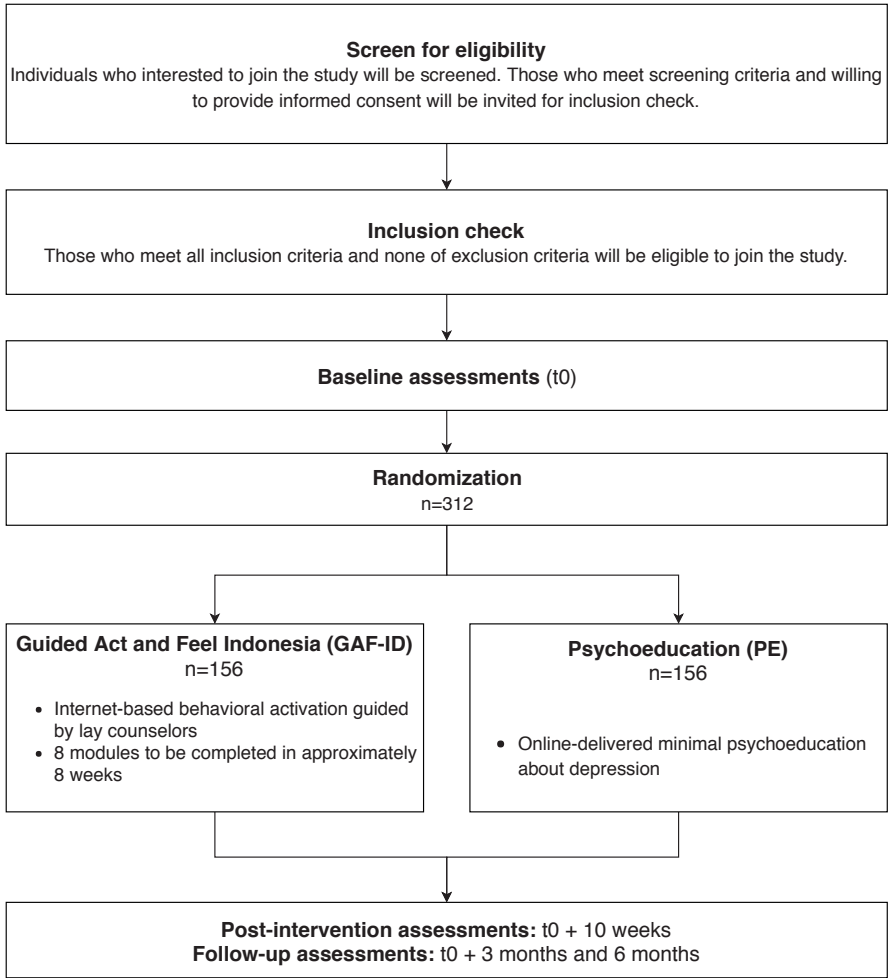 Screen for eligibility
Individuals who interested to join the study will be screened. Those who meet screening criteria and willing
to provide informed consent will be invited for inclusion check.
Inclusion check
Those who meet all inclusion criteria and none of exclusion criteria will be eligible to join the study.
Baseline assessments (t0)
Randomization
n=312
Guided Act and Feel Indonesia (GAF-ID)
n=156
• Internet-based behavioral activation guided
by lay counselors
• 8 modules to be completed in approximately
8 weeks
Psychoeducation (PE)
n=156
• Online-delivered minimal psychoeducation
about depression
Post-intervention assessments: t0 + 10 weeks
Follow-up assessments: t0 + 3 months and 6 months